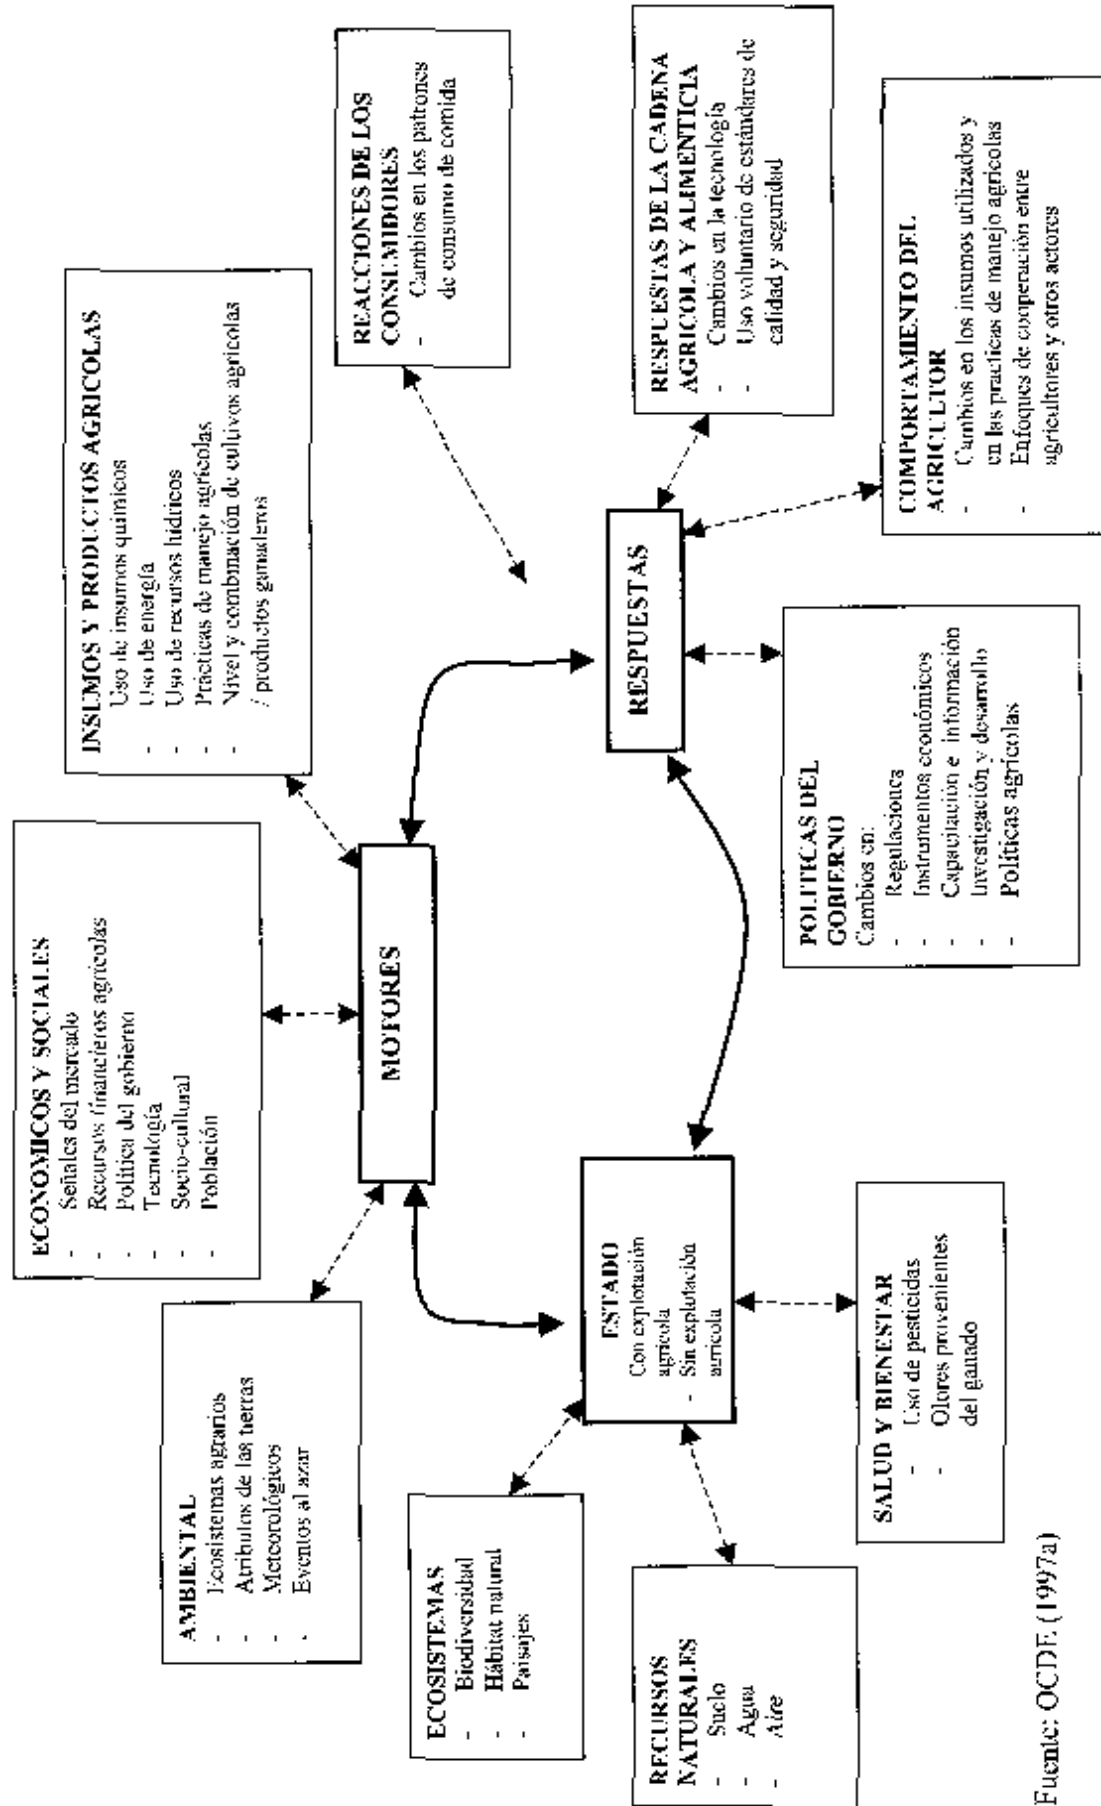 AMBIENTAL
- Ecosistemas agrarios
- Atributos de las tierras
- Meteorológicos
- Eventos al azar
ECONOMICOS Y SOCIALES
- Señales del mercado
- Recursos financieros agrícolas
- Política del gobierno
- Tecnología
- Socio-cultural
- Población
INSUMOS Y PRODUCTOS AGRICOLAS
- Uso de insumos químicos
- Uso de energía
- Uso de recursos hídricos
- Prácticas de manejo agrícolas
- Nivel y combinación de cultivos agrícolas
/ productos ganaderos
MOTORES
REACCIONES DE LOS
CONSUMIDORES
- Cambios en los patrones
de consumo de comida
ECOSISTEMAS
- Biodiversidad
- Hábitat natural
- Paisajes
ESTADO
Con explotación
agrícola
- Sin explotación
agrícola
RESPUESTAS
RESPUESTAS DE LA CADENA
AGRICOLA Y ALIMENTICIA
- Cambios en la tecnología
- Uso voluntario de estándares de
calidad y seguridad
RECURSOS
NATURALES
- Suelo
- Agua
- Aire
SALUD Y BIENESTAR
- Uso de pesticidas
- Olores provenientes
del ganado
POLITICAS DEL
GOBIERNO
Cambios en:
- Regulaciones
- Instrumentos económicos
- Capacitación e información
- Investigación y desarrollo
- Políticas agrícolas
COMPORTAMIENTO DEL
AGRICULTOR
- Cambios en los insumos utilizados y
en las practicas de manejo agrícolas
- Enfoques de cooperación entre
agricultores y otros actores
Fuente: OCDE (1997a)